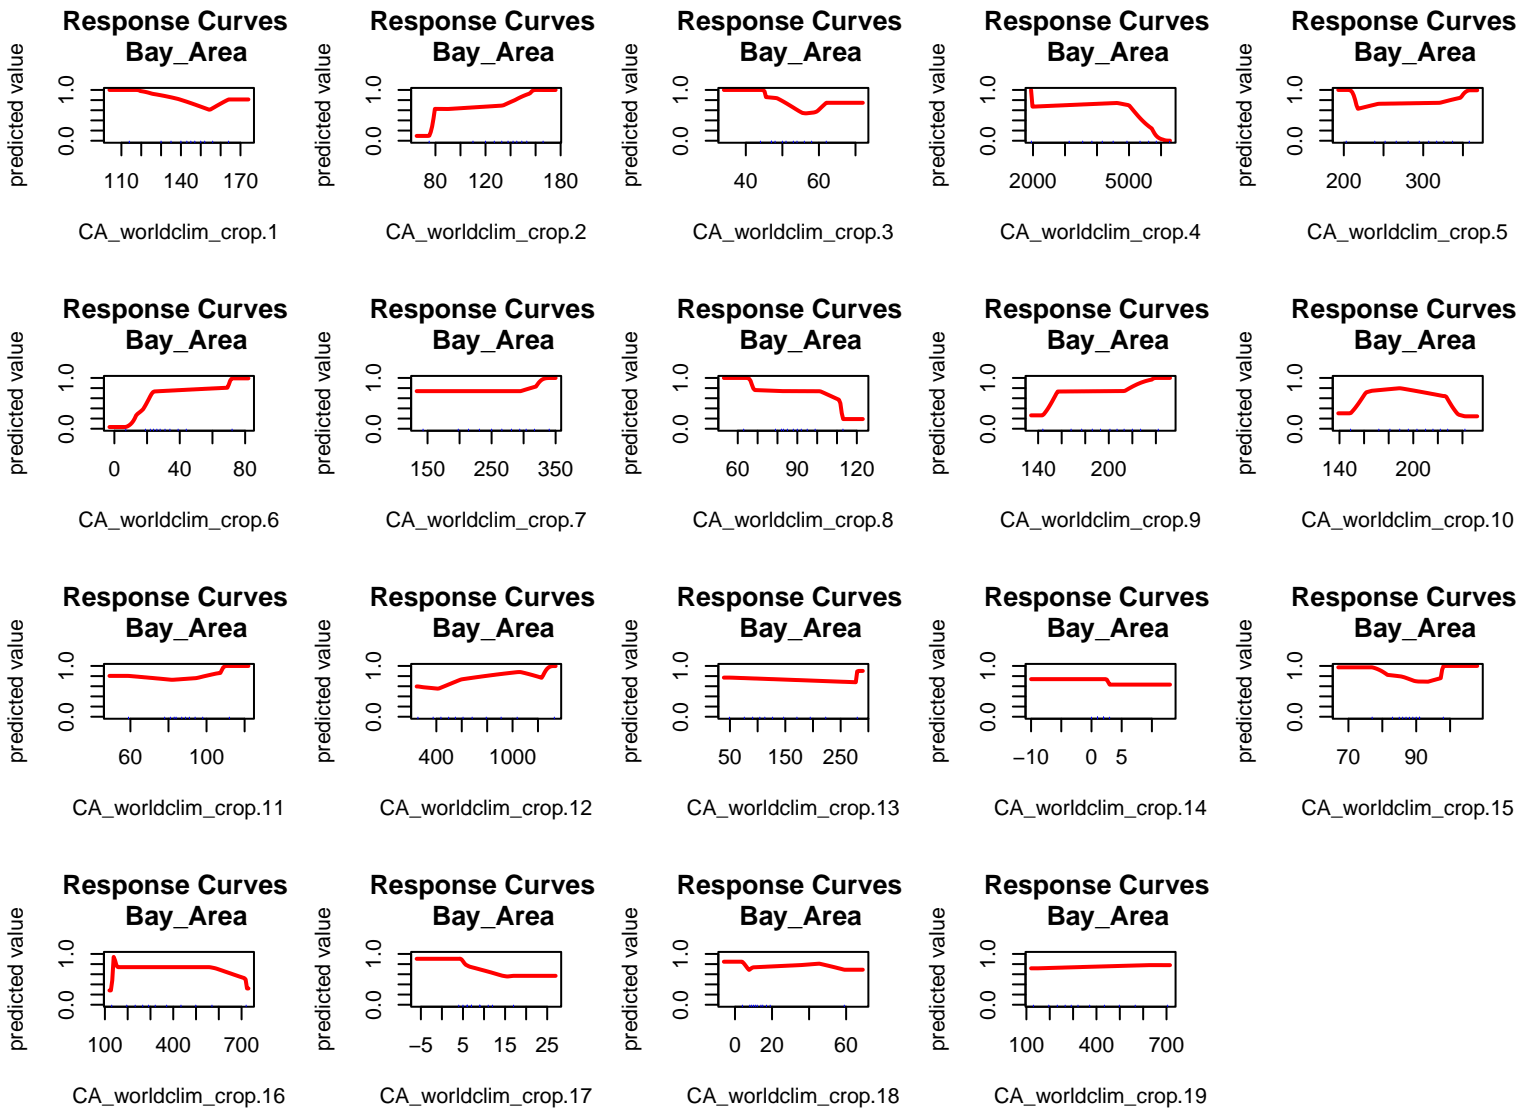 Response Curves
Bay_Area
predicted value
0.0 1.0
110 140 170
CA_worldclim_crop.1
Response Curves
Bay_Area
predicted value
0.0 1.0
80 120 180
CA_worldclim_crop.2
Response Curves
Bay_Area
predicted value
0.0 1.0
40 60
CA_worldclim_crop.3
Response Curves
Bay_Area
predicted value
0.0 1.0
2000 5000
CA_worldclim_crop.4
Response Curves
Bay_Area
predicted value
0.0 1.0
200 300
CA_worldclim_crop.5
Response Curves
Bay_Area
predicted value
0.0 1.0
0 40 80
CA_worldclim_crop.6
Response Curves
Bay_Area
predicted value
0.0 1.0
150 250 350
CA_worldclim_crop.7
Response Curves
Bay_Area
predicted value
0.0 1.0
60 90 120
CA_worldclim_crop.8
Response Curves
Bay_Area
predicted value
0.0 1.0
140 200
CA_worldclim_crop.9
Response Curves
Bay_Area
predicted value
0.0 1.0
140 200
CA_worldclim_crop.10
Response Curves
Bay_Area
predicted value
0.0 1.0
60 100
CA_worldclim_crop.11
Response Curves
Bay_Area
predicted value
0.0 1.0
400 1000
CA_worldclim_crop.12
Response Curves
Bay_Area
predicted value
0.0 1.0
50 150 250
CA_worldclim_crop.13
Response Curves
Bay_Area
predicted value
0.0 1.0
−10 0 5
CA_worldclim_crop.14
Response Curves
Bay_Area
predicted value
0.0 1.0
70 90
CA_worldclim_crop.15
Response Curves
Bay_Area
predicted value
0.0 1.0
100 400 700
CA_worldclim_crop.16
Response Curves
Bay_Area
predicted value
0.0 1.0
−5 5 15 25
CA_worldclim_crop.17
Response Curves
Bay_Area
predicted value
0.0 1.0
0 20 60
CA_worldclim_crop.18
Response Curves
Bay_Area
predicted value
0.0 1.0
100 400 700
CA_worldclim_crop.19